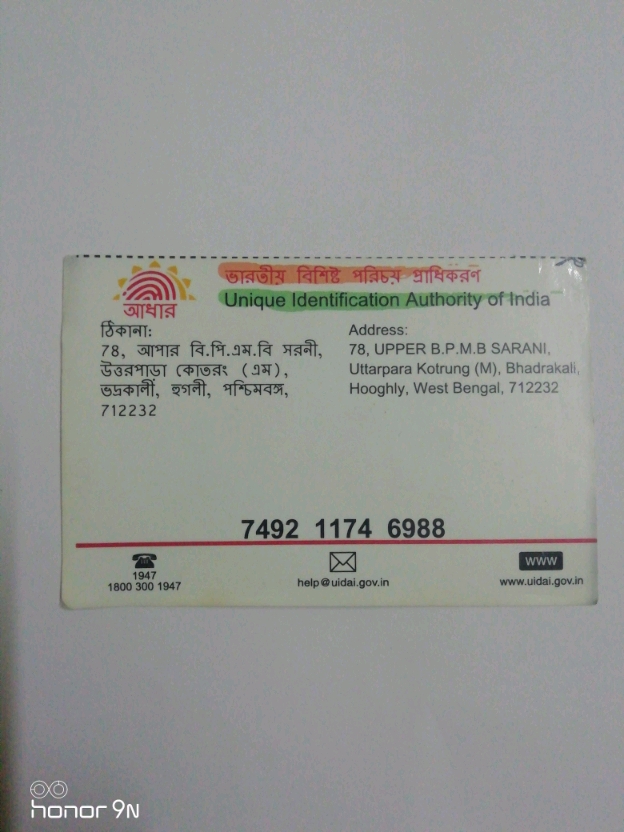 ভারতীয় বিশিষ্ট পরিচয় প্রাধিকরণ
Unique Identification Authority of India
আধার
ঠিকানা:
78, আপার বি.পি.এম.বি সরনী,
উত্তরপাড়া কোতরং (এম),
ভদ্রকালী, হুগলী, পশ্চিমবঙ্গ,
712232
Address:
78, UPPER B.P.M.B SARANI,
Uttarpara Kotrung (M), Bhadrakali,
Hooghly, West Bengal, 712232
7492 1174 6988
1947
1800 300 1947
help@uidai.gov.in
www
www.uidai.gov.in
honor 9N